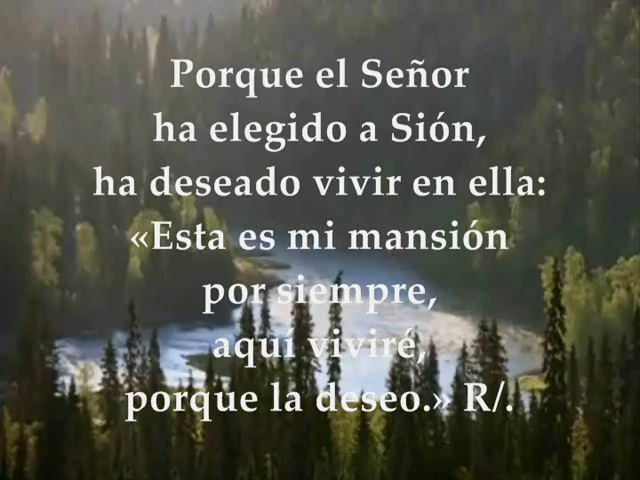 Porque el Señor
ha elegido a Sión,
ha deseado vivir en ella:
«Esta es mi mansión
por siempre,
aquí viviré,
porque la deseo.» R/.